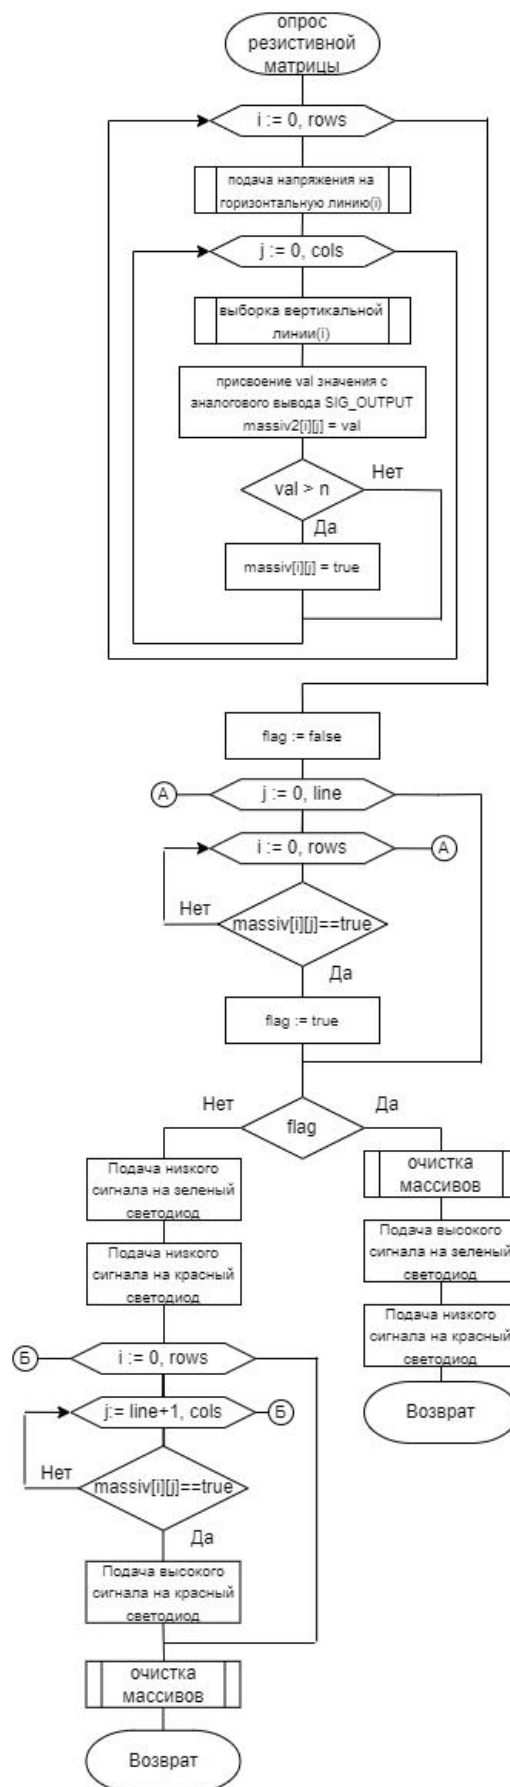 опрос
резистивной
матрицы
i := 0, rows
подача напряжения на
горизонтальную линию(i)
j := 0, cols
выборка вертикальной
линии(i)
присвоение val значения с
аналогового вывода SIG_OUTPUT
massiv2[i][j] = val
Нет
val > n
Да
massiv[i][j] = true
flag := false
А
j := 0, line
i := 0, rows
А
Нет
massiv[i][j]==true
Да
flag := true
Нет
Да
flag
Подача низкого
сигнала на зеленый
светодиод
Подача низкого
сигнала на красный
светодиод
очистка
массивов
Подача высокого
сигнала на зеленый
светодиод
Подача низкого
сигнала на красный
светодиод
Возврат
Б
i := 0, rows
j:= line+1, cols
Б
Нет
massiv[i][j]==true
Да
Подача высокого
сигнала на красный
светодиод
очистка
массивов
Возврат